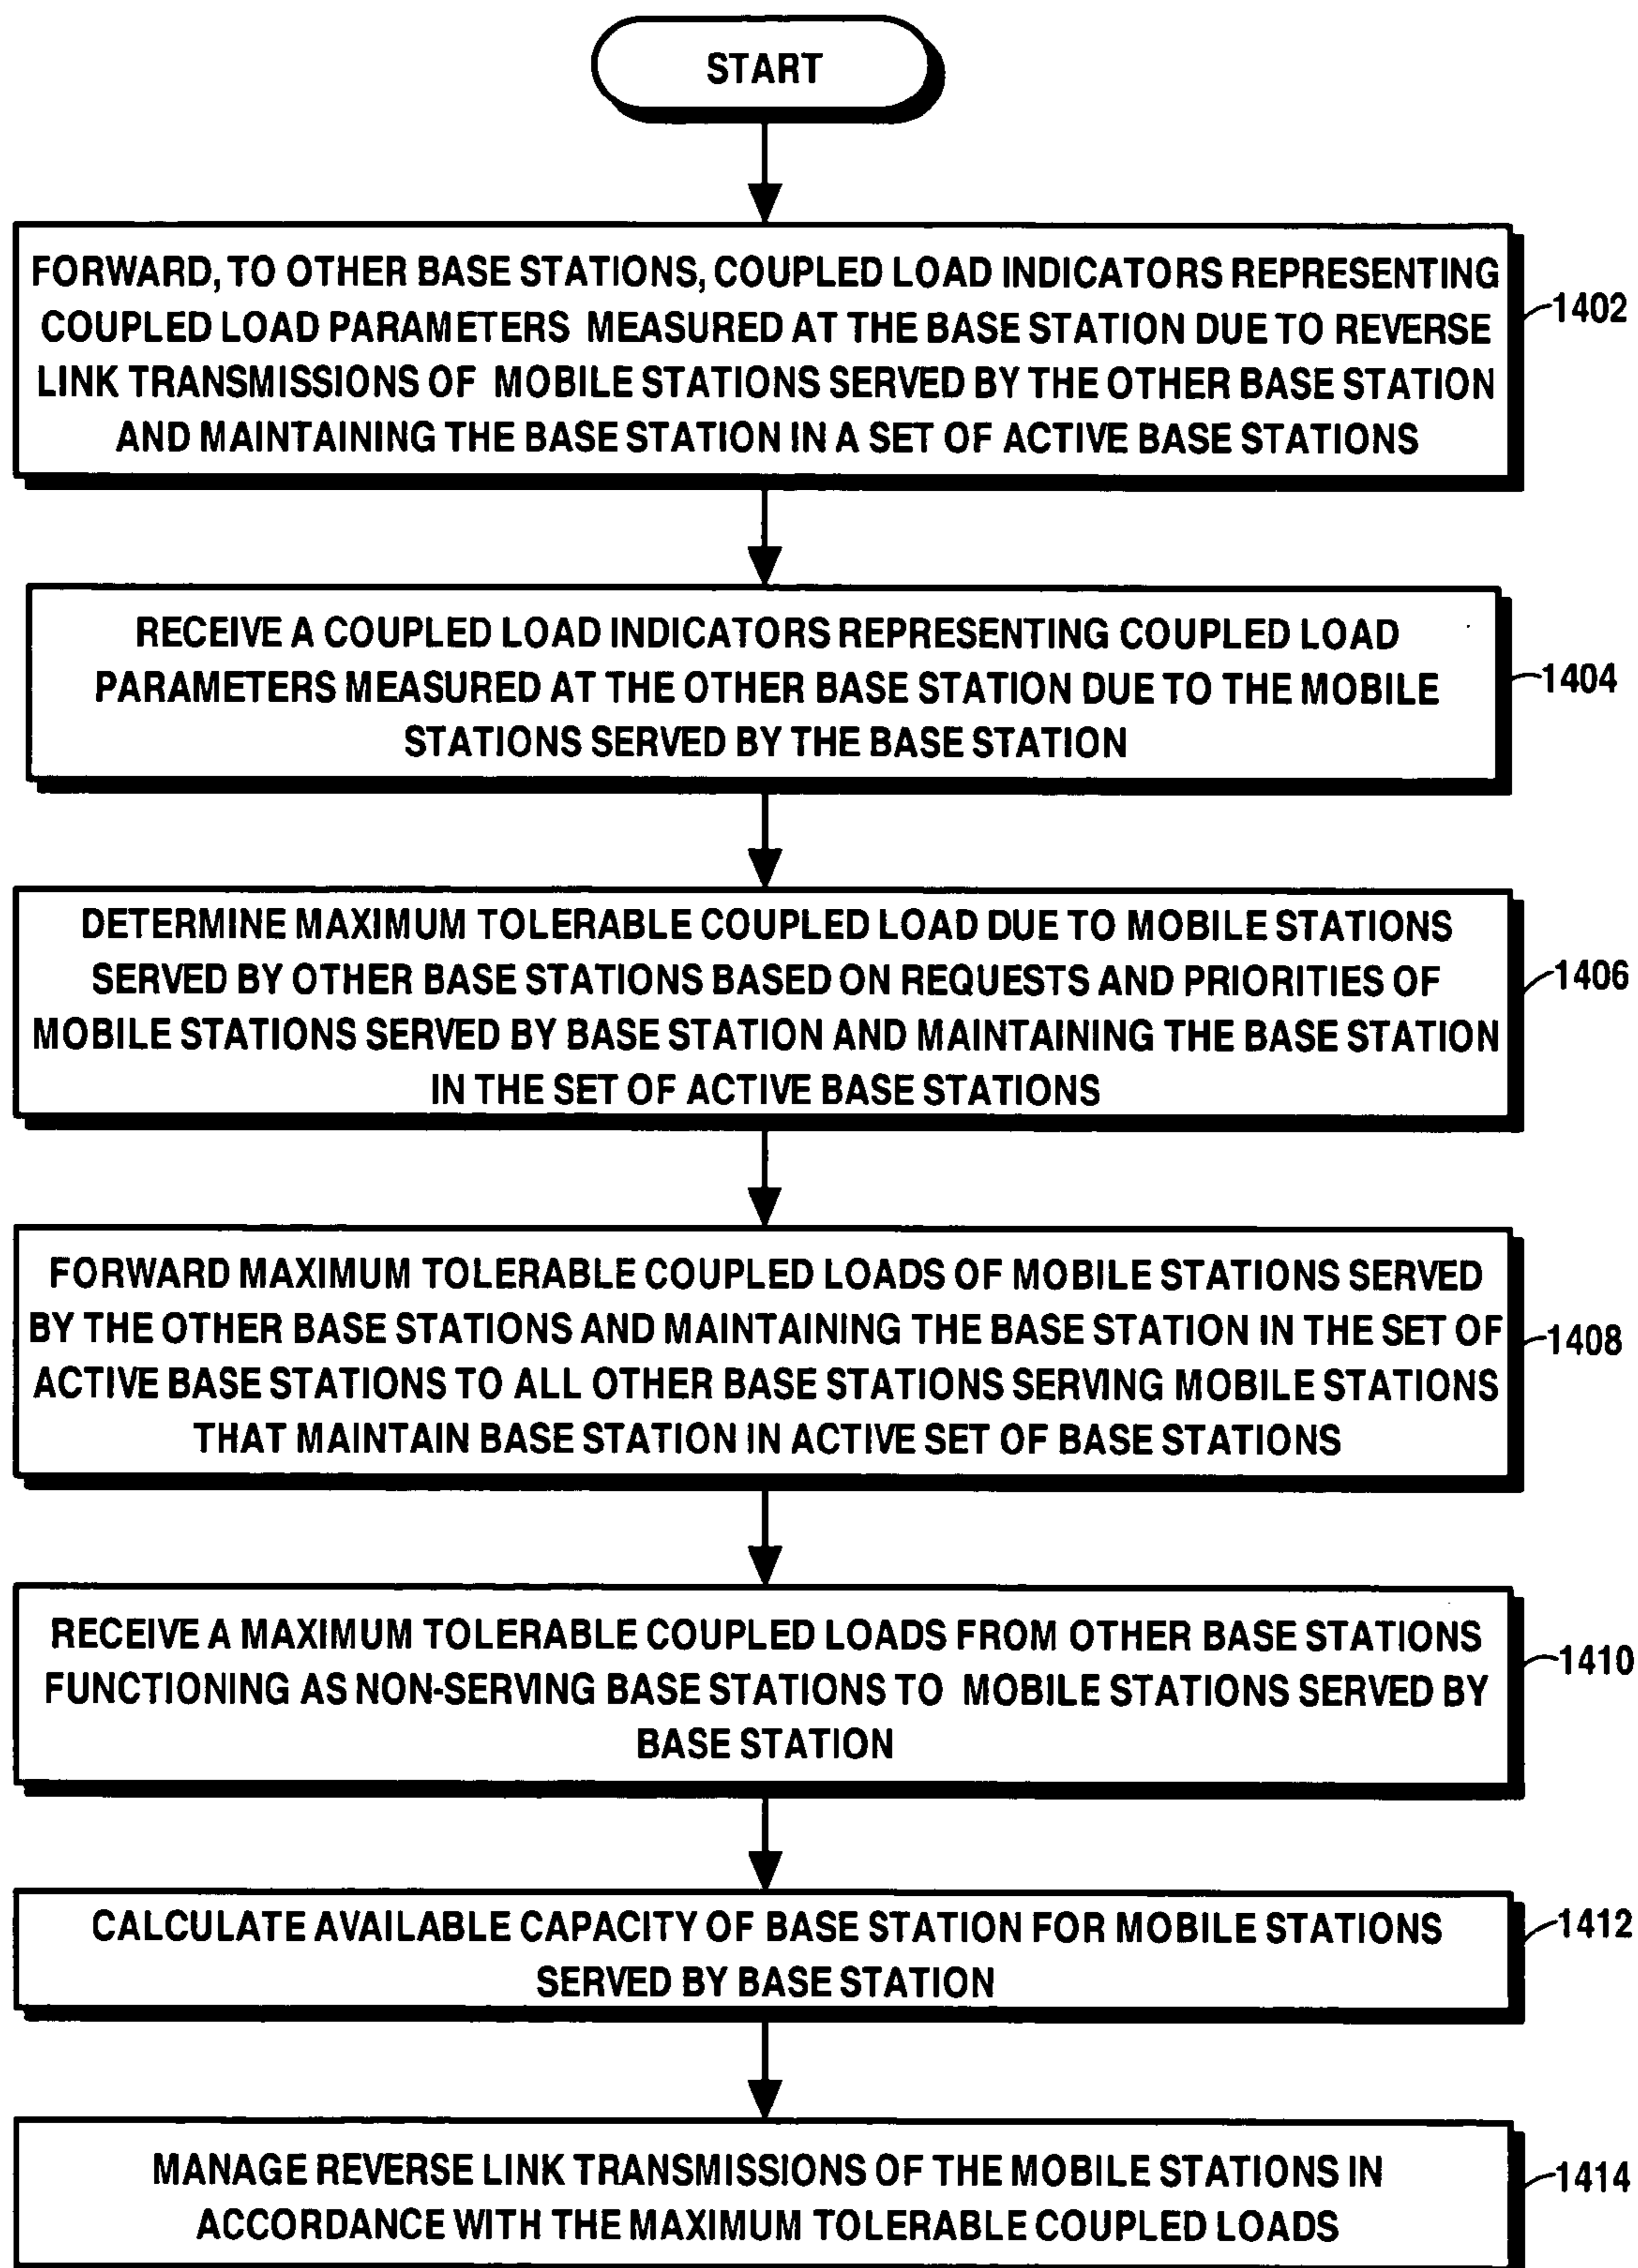 START
FORWARD, TO OTHER BASE STATIONS, COUPLED LOAD INDICATORS REPRESENTING
COUPLED LOAD PARAMETERS MEASURED AT THE BASE STATION DUE TO REVERSE
LINK TRANSMISSIONS OF MOBILE STATIONS SERVED BY THE OTHER BASE STATION
AND MAINTAINING THE BASE STATION IN A SET OF ACTIVE BASE STATIONS
1402
RECEIVE A COUPLED LOAD INDICATORS REPRESENTING COUPLED LOAD
PARAMETERS MEASURED AT THE OTHER BASE STATION DUE TO THE MOBILE
STATIONS SERVED BY THE BASE STATION
1404
DETERMINE MAXIMUM TOLERABLE COUPLED LOAD DUE TO MOBILE STATIONS
SERVED BY OTHER BASE STATIONS BASED ON REQUESTS AND PRIORITIES OF
MOBILE STATIONS SERVED BY BASE STATION AND MAINTAINING THE BASE STATION
IN THE SET OF ACTIVE BASE STATIONS
1406
FORWARD MAXIMUM TOLERABLE COUPLED LOADS OF MOBILE STATIONS SERVED
BY THE OTHER BASE STATIONS AND MAINTAINING THE BASE STATION IN THE SET OF
ACTIVE BASE STATIONS TO ALL OTHER BASE STATIONS SERVING MOBILE STATIONS
THAT MAINTAIN BASE STATION IN ACTIVE SET OF BASE STATIONS
1408
RECEIVE A MAXIMUM TOLERABLE COUPLED LOADS FROM OTHER BASE STATIONS
FUNCTIONING AS NON-SERVING BASE STATIONS TO MOBILE STATIONS SERVED BY
BASE STATION
1410
CALCULATE AVAILABLE CAPACITY OF BASE STATION FOR MOBILE STATIONS
SERVED BY BASE STATION
1412
MANAGE REVERSE LINK TRANSMISSIONS OF THE MOBILE STATIONS IN
ACCORDANCE WITH THE MAXIMUM TOLERABLE COUPLED LOADS
1414